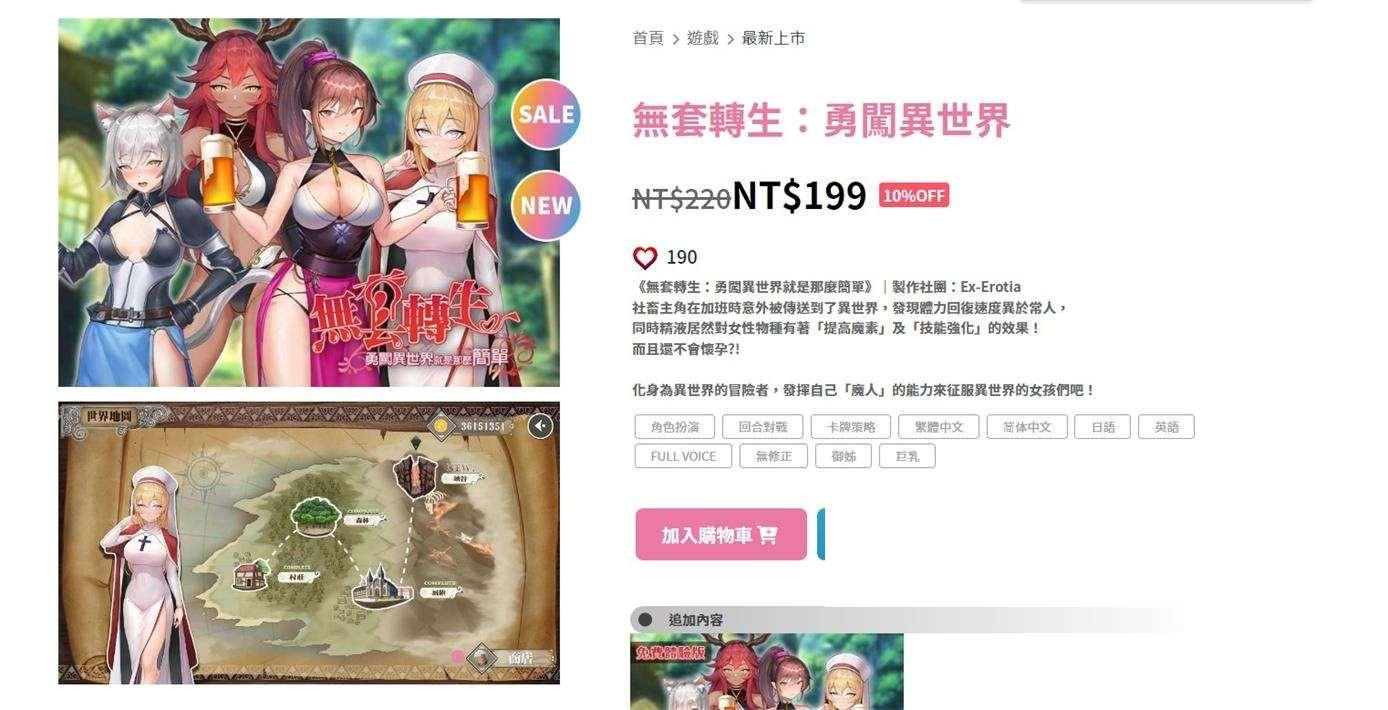 首頁 > 遊戲 > 最新上市
SALE
無套轉生：勇闖異世界
NT$220 NT$199 10%OFF
NEW
190
《無套轉生：勇闖異世界就是那麼簡單》｜製作社團：Ex-Erotia
社畜主角在加班時意外被傳送到了異世界，發現體力回復速度異於常人，
同時精液居然對女性物種有著「提高魔素」及「技能強化」的效果！
而且還不會懷孕?!
無套轉生
勇闖異世界就是那麼簡單
化身為異世界的冒險者，發揮自己「魔人」的能力來征服異世界的女孩們吧！
角色扮演 回合對戰 卡牌策略 繁體中文 简体中文 日語 英語
FULL VOICE 無修正 御姊 巨乳
世界地圖
36151351
NEW!
峽谷
COMPLETE
森林
COMPLETE
村莊
COMPLETE
商店
加入購物車
追加內容
免費體驗版